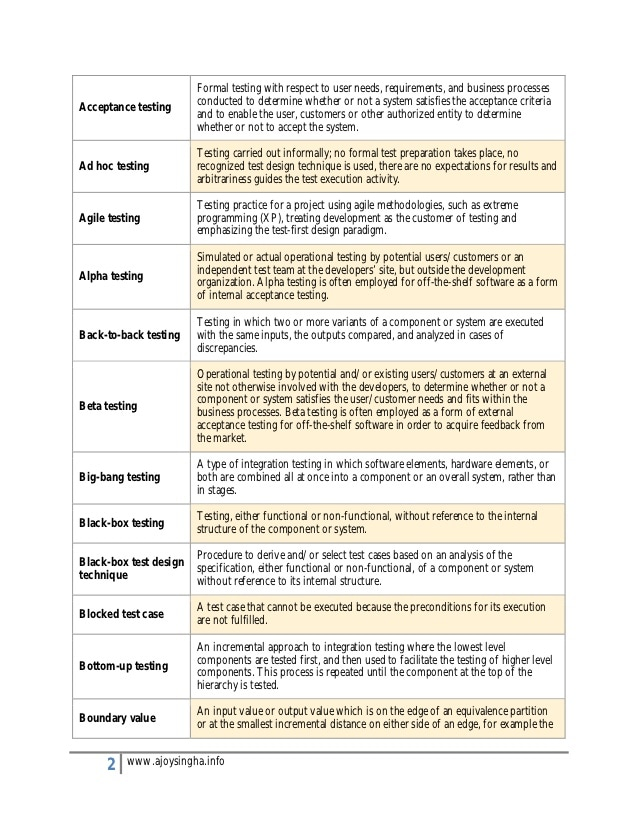 Acceptance testing
Formal testing with respect to user needs, requirements, and business processes
conducted to determine whether or not a system satisfies the acceptance criteria
and to enable the user, customers or other authorized entity to determine
whether or not to accept the system.
Ad hoc testing
Testing carried out informally; no formal test preparation takes place, no
recognized test design technique is used, there are no expectations for results and
arbitrariness guides the test execution activity.
Agile testing
Testing practice for a project using agile methodologies, such as extreme
programming (XP), treating development as the customer of testing and
emphasizing the test-first design paradigm.
Alpha testing
Simulated or actual operational testing by potential users/customers or an
independent test team at the developers' site, but outside the development
organization. Alpha testing is often employed for off-the-shelf software as a form
of internal acceptance testing.
Back-to-back testing
Testing in which two or more variants of a component or system are executed
with the same inputs, the outputs compared, and analyzed in cases of
discrepancies.
Beta testing
Operational testing by potential and/or existing users/customers at an external
site not otherwise involved with the developers, to determine whether or not a
component or system satisfies the user/customer needs and fits within the
business processes. Beta testing is often employed as a form of external
acceptance testing for off-the-shelf software in order to acquire feedback from
the market.
Big-bang testing
A type of integration testing in which software elements, hardware elements, or
both are combined all at once into a component or an overall system, rather than
in stages.
Black-box testing
Testing, either functional or non-functional, without reference to the internal
structure of the component or system.
Black-box test design
technique
Procedure to derive and/or select test cases based on an analysis of the
specification, either functional or non-functional, of a component or system
without reference to its internal structure.
Blocked test case
A test case that cannot be executed because the preconditions for its execution
are not fulfilled.
Bottom-up testing
An incremental approach to integration testing where the lowest level
components are tested first, and then used to facilitate the testing of higher level
components. This process is repeated until the component at the top of the
hierarchy is tested.
Boundary value
An input value or output value which is on the edge of an equivalence partition
or at the smallest incremental distance on either side of an edge, for example the
2 www.ajoysingha.info